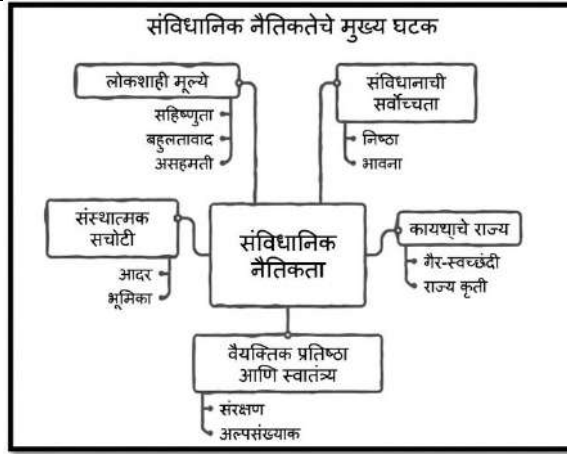 संविधानिक नैतिकतेचे मुख्य घटक
लोकशाही मूल्ये
सहिष्णुता
बहुलतावाद
असहमती
संविधानाची
सर्वोच्चता
निष्ठा
भावना
संस्थात्मक
सचोटी
आदर
भूमिका
संविधानिक
नैतिकता
कायथा्चे राज्य
गैर-स्वच्छंदी
राज्य कृती
वैयक्तिक प्रतिष्ठा
आणि स्वातंत्र्य
संरक्षण
अल्पसंख्याक